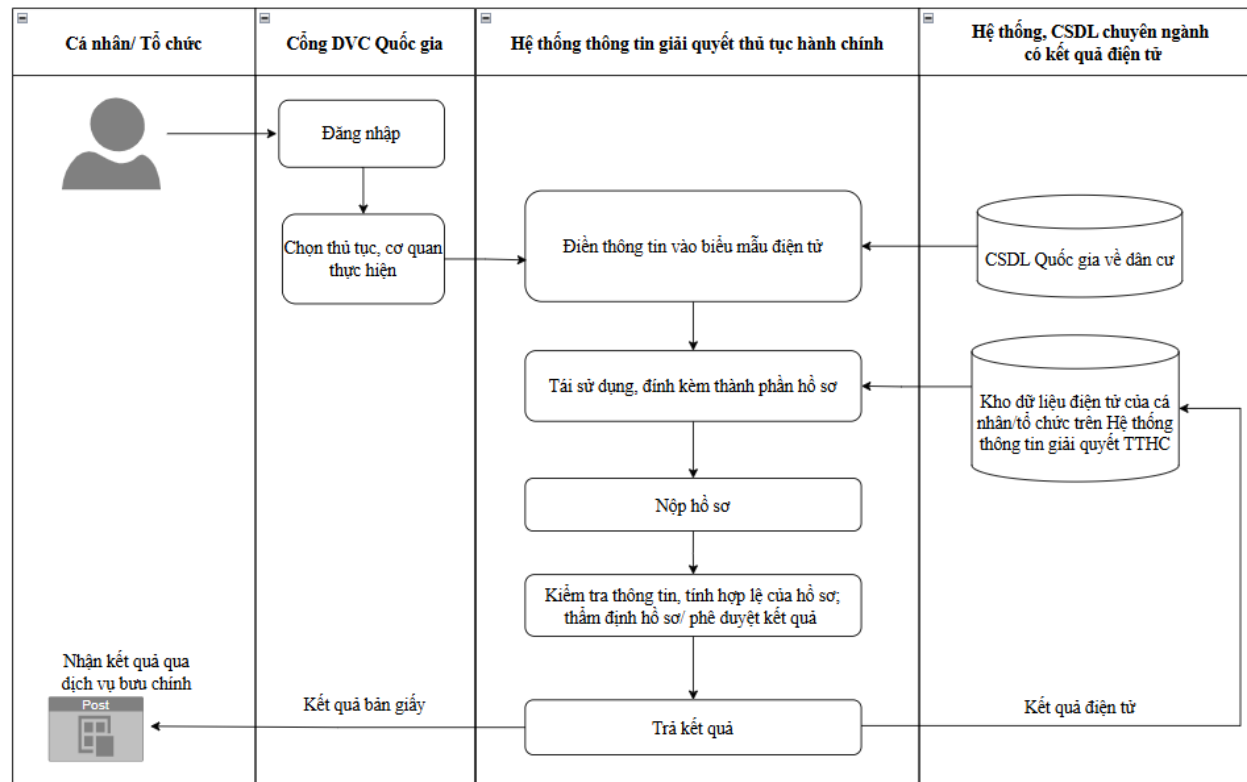 Cá nhân/ Tổ chức
Cổng DVC Quốc gia
Hệ thống thông tin giải quyết thủ tục hành chính
Hệ thống, CSDL chuyên ngành
có kết quả điện tử
Đăng nhập
Chọn thủ tục, cơ quan
thực hiện
Điền thông tin vào biểu mẫu điện tử
CSDL Quốc gia về dân cư
Tái sử dụng, đính kèm thành phần hồ sơ
Kho dữ liệu điện tử của cá
nhân/tổ chức trên Hệ thống
thông tin giải quyết TTHC
Nộp hồ sơ
Kiểm tra thông tin, tính hợp lệ của hồ sơ;
thẩm định hồ sơ/ phê duyệt kết quả
Nhận kết quả qua
dịch vụ bưu chính
Post
Kết quả bản giấy
Trả kết quả
Kết quả điện tử